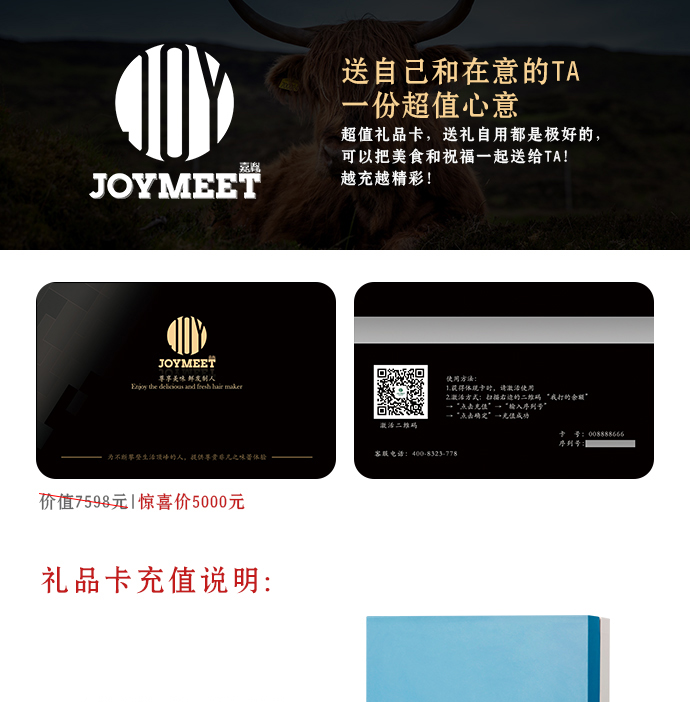 JOY
送自己和在意的TA
一份超值心意
超值礼品卡，送礼自用都是极好的，
可以把美食和祝福一起送给TA！
越充越精彩！
JOYMEET
JOY
JOYMEET
尊享美味 鲜发制人
Enjoy the delicious and fresh hair maker
为不断攀登生活顶峰的人，提供尊贵非凡之味蕾体验
使用方法：
1.获得体现卡时，请激活使用
2.激活方式：扫描右边的二维码 “我打的余额”
→ “点击充值” → “输入序列号”
→ “点击确定” →充值成功
激活二维码
卡 号：008888666
序列号：
客服电话：400-8323-778
价值7598元|惊喜价5000元
礼品卡充值说明：